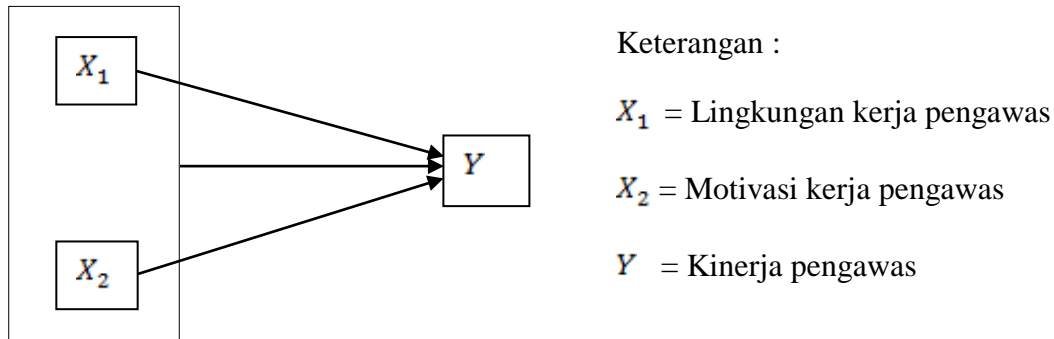 X₁
Y
X₂
Keterangan :
X₁ = Lingkungan kerja pengawas
X₂ = Motivasi kerja pengawas
Y = Kinerja pengawas